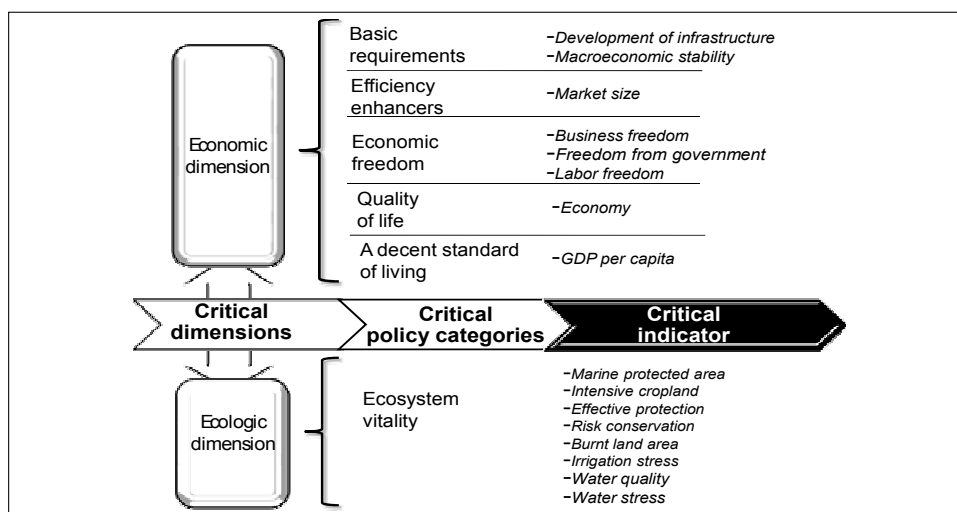 Economic
dimension
Basic
requirements
-Development of infrastructure
-Macroeconomic stability
Efficiency
enhancers
-Market size
Economic
freedom
-Business freedom
-Freedom from government
-Labor freedom
Quality
of life
-Economy
A decent standard
of living
-GDP per capita
Critical
dimensions
Critical
policy categories
Critical
indicator
Ecologic
dimension
Ecosystem
vitality
-Marine protected area
-Intensive cropland
-Effective protection
-Risk conservation
-Burnt land area
-Irrigation stress
-Water quality
-Water stress